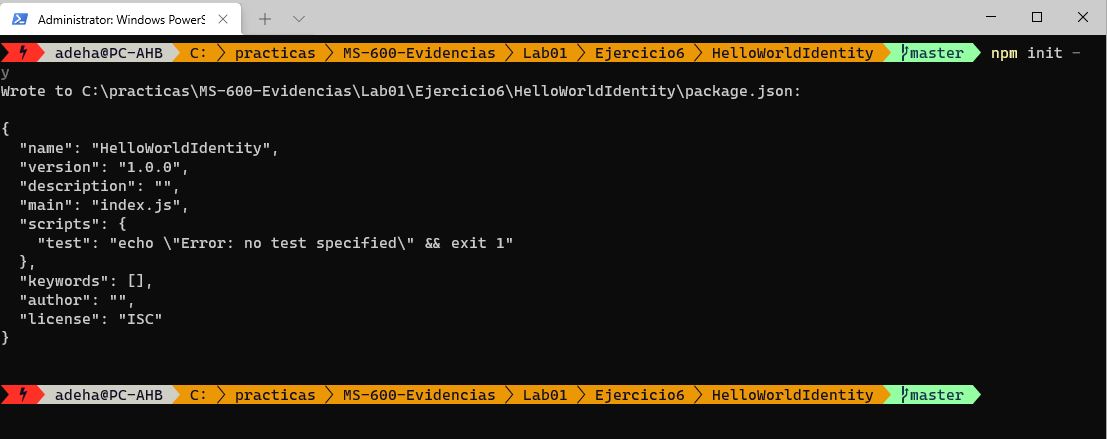 Administrator: Windows PowerS
adeha@PC-AHB C: practicas MS-600-Evidencias Lab01 Ejercicio6 HelloWorldIdentity master npm init -
y
Wrote to C:\practicas\MS-600-Evidencias\Lab01\Ejercicio6\HelloWorldIdentity\package.json:
{
"name": "HelloWorldIdentity",
"version": "1.0.0",
"description": "",
"main": "index.js",
"scripts": {
"test": "echo \"Error: no test specified\" && exit 1"
},
"keywords": [],
"author": "",
"license": "ISC"
}
adeha@PC-AHB C: practicas MS-600-Evidencias Lab01 Ejercicio6 HelloWorldIdentity master